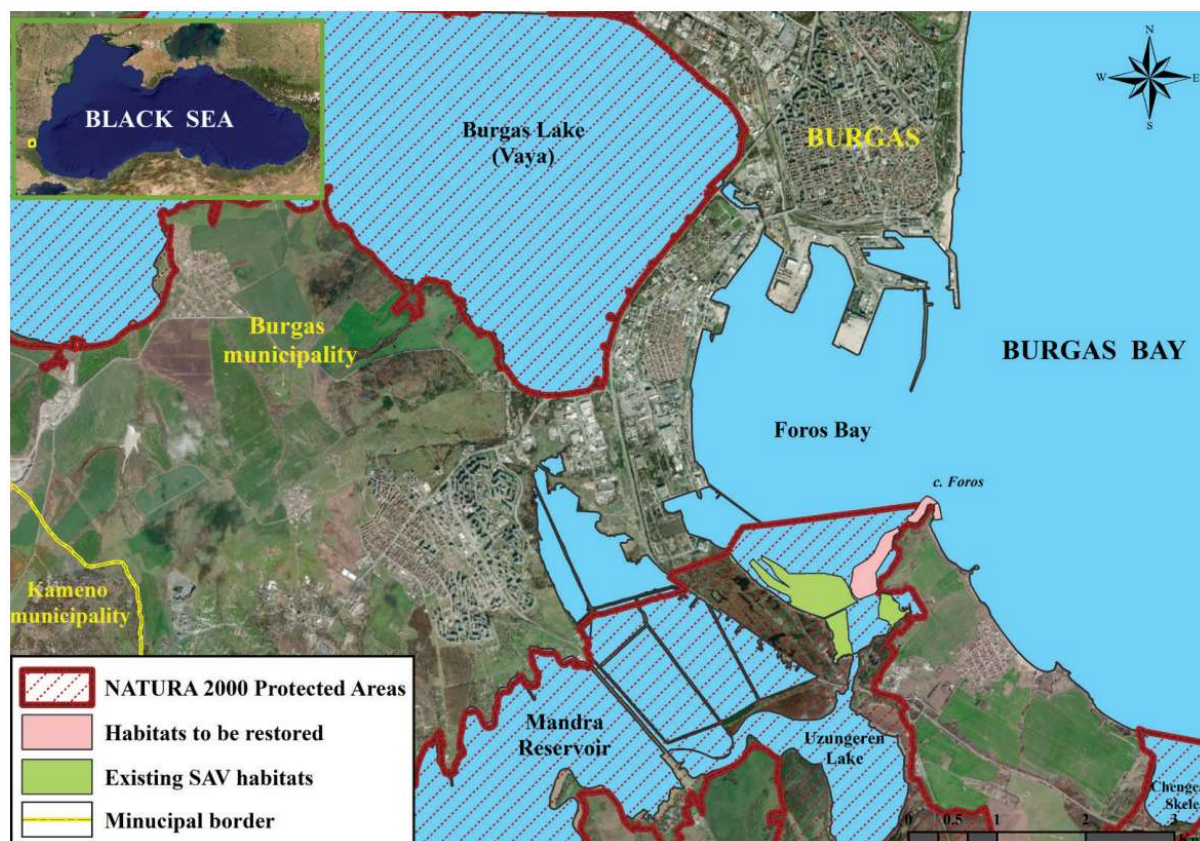 BLACK SEA
Burgas Lake
(Vaya)
BURGAS
N
W
E
S
Burgas
municipality
BURGAS BAY
Foros Bay
c. Foros
Kameno
municipality
Mandra
Reservoir
Uzungeren
Lake
NATURA 2000 Protected Areas
Habitats to be restored
Existing SAV habitats
Minucipal border
0 0.5 1 2 3